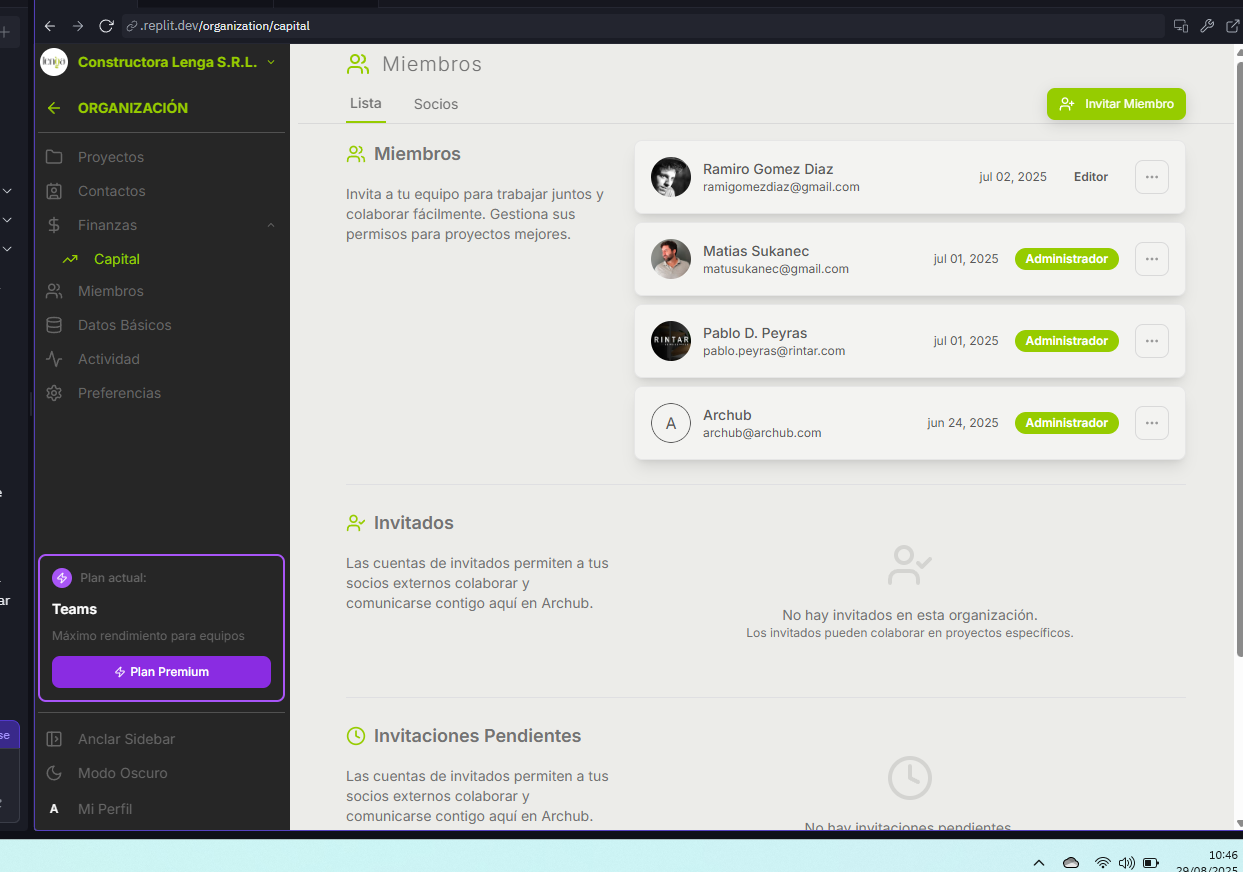 .replit.dev/organization/capital
Constructora Lenga S.R.L.
ORGANIZACIÓN
Proyectos
Contactos
Finanzas
Capital
Miembros
Datos Básicos
Actividad
Preferencias
Plan actual:
Teams
Máximo rendimiento para equipos
Plan Premium
Anclar Sidebar
Modo Oscuro
A
Mi Perfil
Miembros
Lista
Socios
Invitar Miembro
Miembros
Invita a tu equipo para trabajar juntos y
colaborar fácilmente. Gestiona sus
permisos para proyectos mejores.
Ramiro Gomez Diaz
ramigomezdiaz@gmail.com
jul 02, 2025
Editor
Matias Sukanec
matusukanec@gmail.com
jul 01, 2025
Administrador
RINTAR
Pablo D. Peyras
pablo.peyras@rintar.com
jul 01, 2025
Administrador
A
Archub
archub@archub.com
jun 24, 2025
Administrador
Invitados
Las cuentas de invitados permiten a tus
socios externos colaborar y
comunicarse contigo aquí en Archub.
No hay invitados en esta organización.
Los invitados pueden colaborar en proyectos específicos.
Invitaciones Pendientes
Las cuentas de invitados permiten a tus
socios externos colaborar y
comunicarse contigo aquí en Archub.
No hay invitaciones pendientes
10:46
29/08/2025